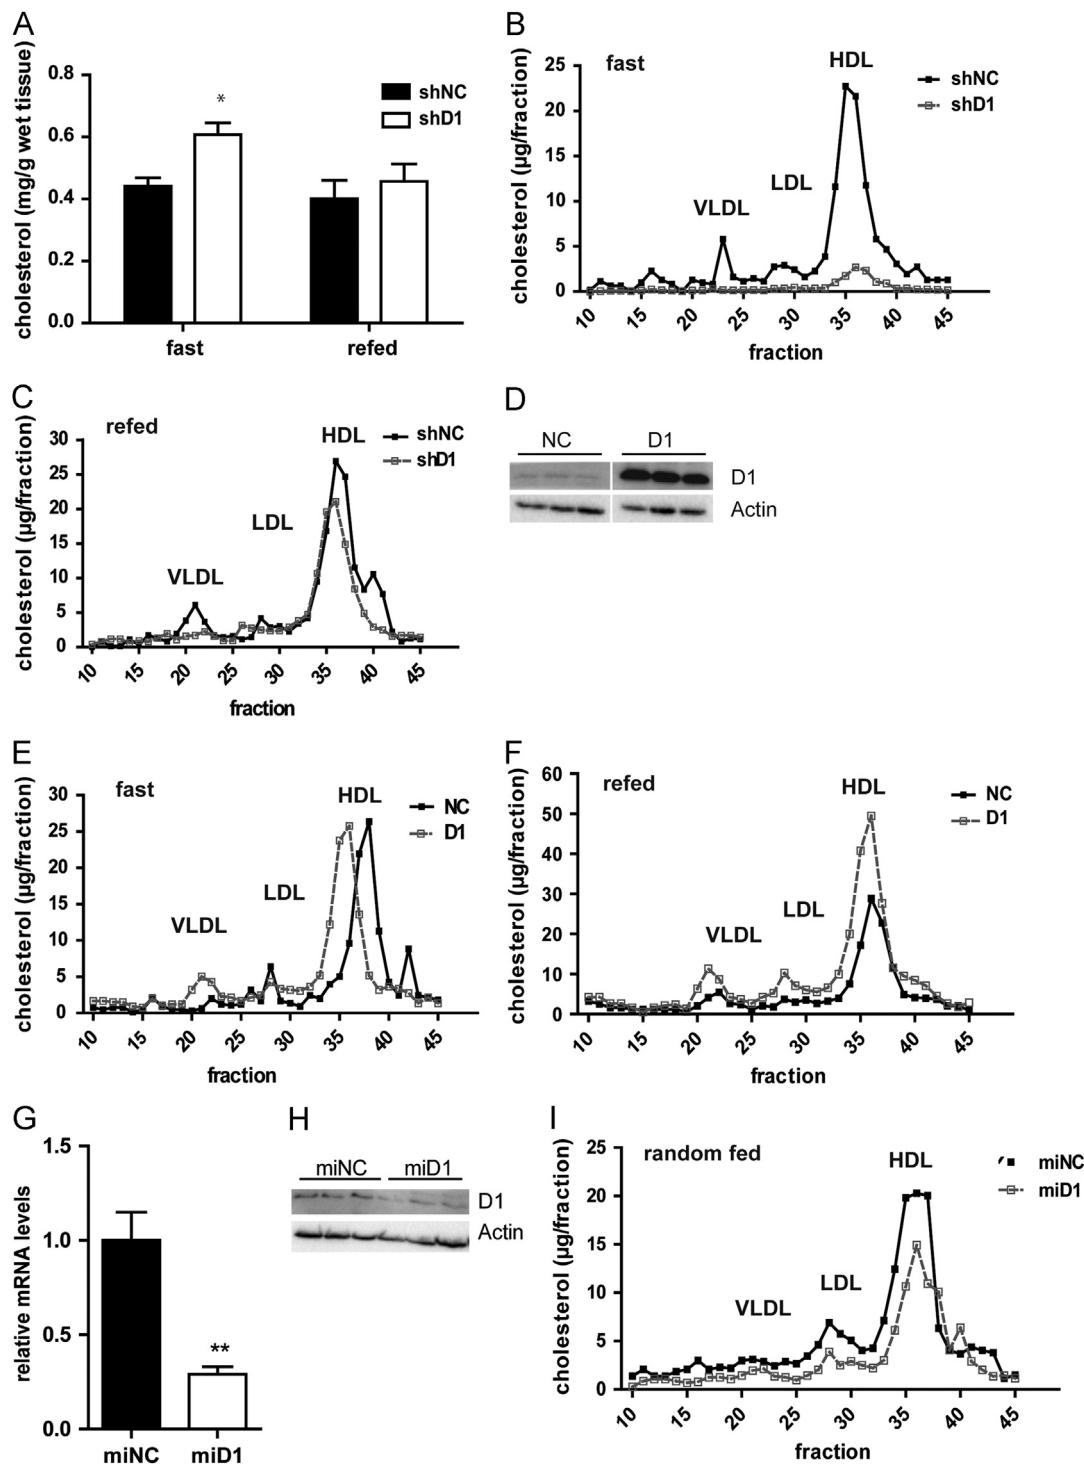 A
cholesterol (mg/g wet tissue)
0.8
0.6
0.4
0.2
0.0
*
shNC
shD1
fast
refed
B
cholesterol (µg/fraction)
25
20
15
10
5
0
fast
VLDL
LDL
HDL
shNC
shD1
10 15 20 25 30 35 40 45
fraction
C
cholesterol (µg/fraction)
30
25
20
15
10
5
0
refed
VLDL
LDL
HDL
shNC
shD1
10 15 20 25 30 35 40 45
fraction
D
NC D1
D1
Actin
E
cholesterol (µg/fraction)
30
25
20
15
10
5
0
fast
VLDL
LDL
HDL
NC
D1
10 15 20 25 30 35 40 45
fraction
F
cholesterol (µg/fraction)
60
50
40
30
20
10
0
refed
VLDL
LDL
HDL
NC
D1
10 15 20 25 30 35 40 45
fraction
G
relative mRNA levels
1.5
1.0
0.5
0.0
**
miNC
miD1
H
miNC miD1
D1
Actin
I
cholesterol (µg/fraction)
25
20
15
10
5
0
random fed
VLDL
LDL
HDL
miNC
miD1
10 15 20 25 30 35 40 45
fraction